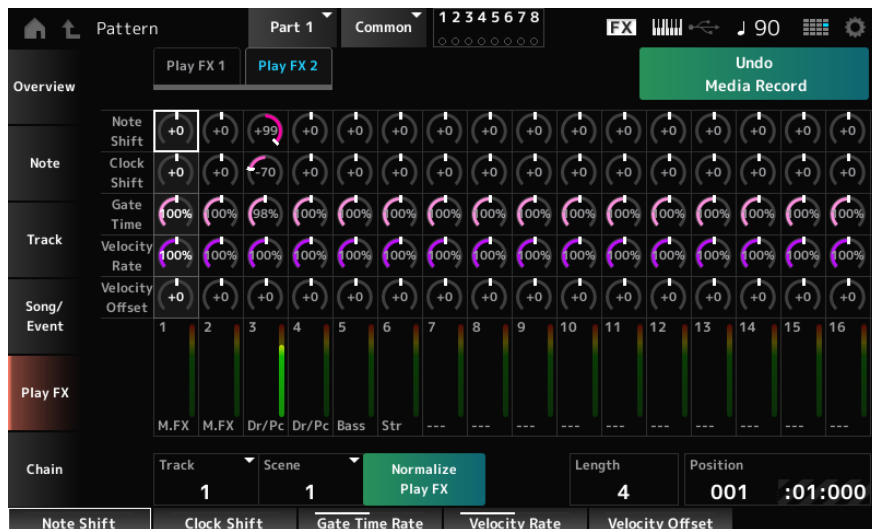 Pattern
Part 1
Common
1 2 3 4 5 6 7 8
FX
♩ 90
Play FX 1
Play FX 2
Undo
Media Record
Overview
Note
Track
Song/
Event
Play FX
Chain
Note
Shift
+0 +0 +99 +0 +0 +0 +0 +0 +0 +0 +0 +0 +0 +0 +0 +0
Clock
Shift
+0 +0 -70 +0 +0 +0 +0 +0 +0 +0 +0 +0 +0 +0 +0 +0
Gate
Time
100% 100% 98% 100% 100% 100% 100% 100% 100% 100% 100% 100% 100% 100% 100% 100%
Velocity
Rate
100% 100% 100% 100% 100% 100% 100% 100% 100% 100% 100% 100% 100% 100% 100% 100%
Velocity
Offset
+0 +0 +0 +0 +0 +0 +0 +0 +0 +0 +0 +0 +0 +0 +0 +0
1 2 3 4 5 6 7 8 9 10 11 12 13 14 15 16
M.FX M.FX Dr/Pc Dr/Pc Bass Str --- --- --- --- --- --- --- --- --- ---
Track
1
Scene
1
Normalize
Play FX
Length
4
Position
001 :01:000
Note Shift
Clock Shift
Gate Time Rate
Velocity Rate
Velocity Offset